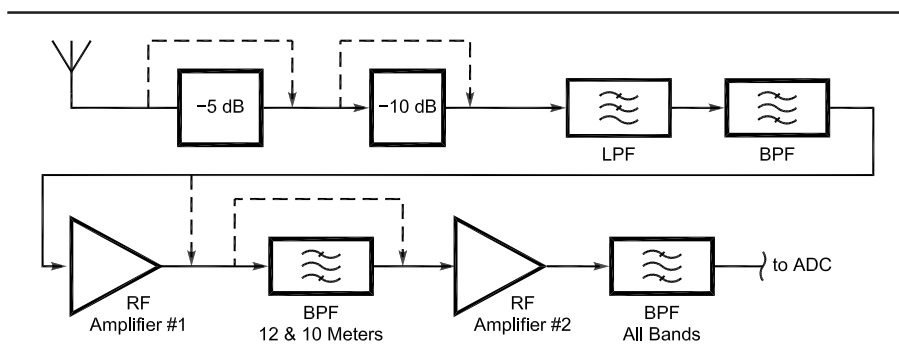 −5 dB
−10 dB
LPF
BPF
RF
Amplifier #1
BPF
12 & 10 Meters
RF
Amplifier #2
BPF
All Bands
to ADC